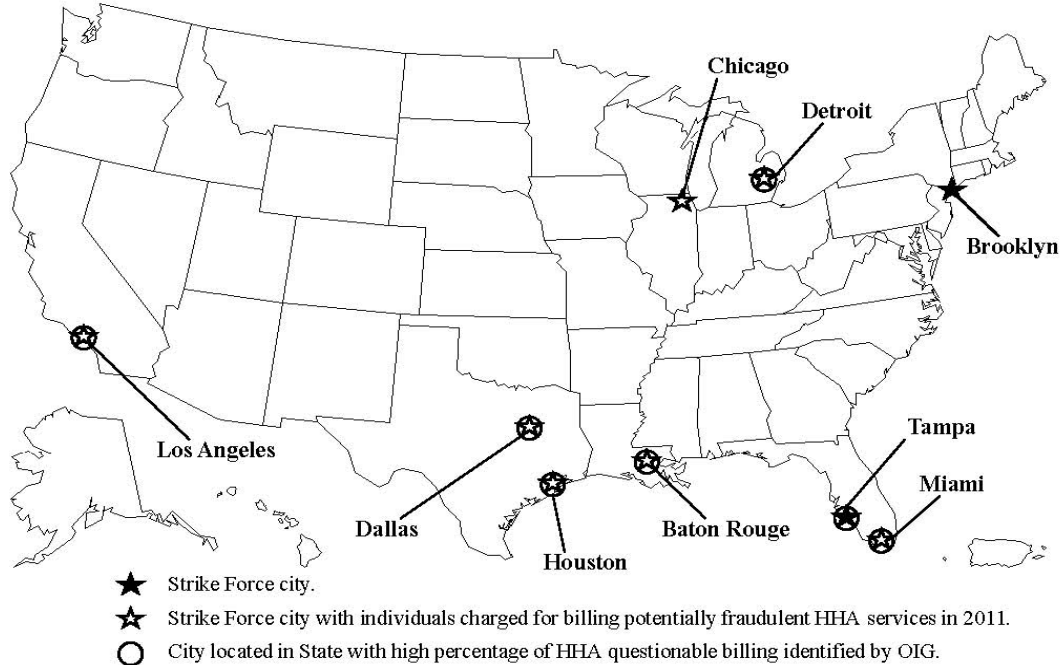 Chicago
Detroit
Brooklyn
Los Angeles
Tampa
Miami
Dallas
Baton Rouge
Houston
Strike Force city.
Strike Force city with individuals charged for billing potentially fraudulent HHA services in 2011.
City located in State with high percentage of HHA questionable billing identified by OIG.